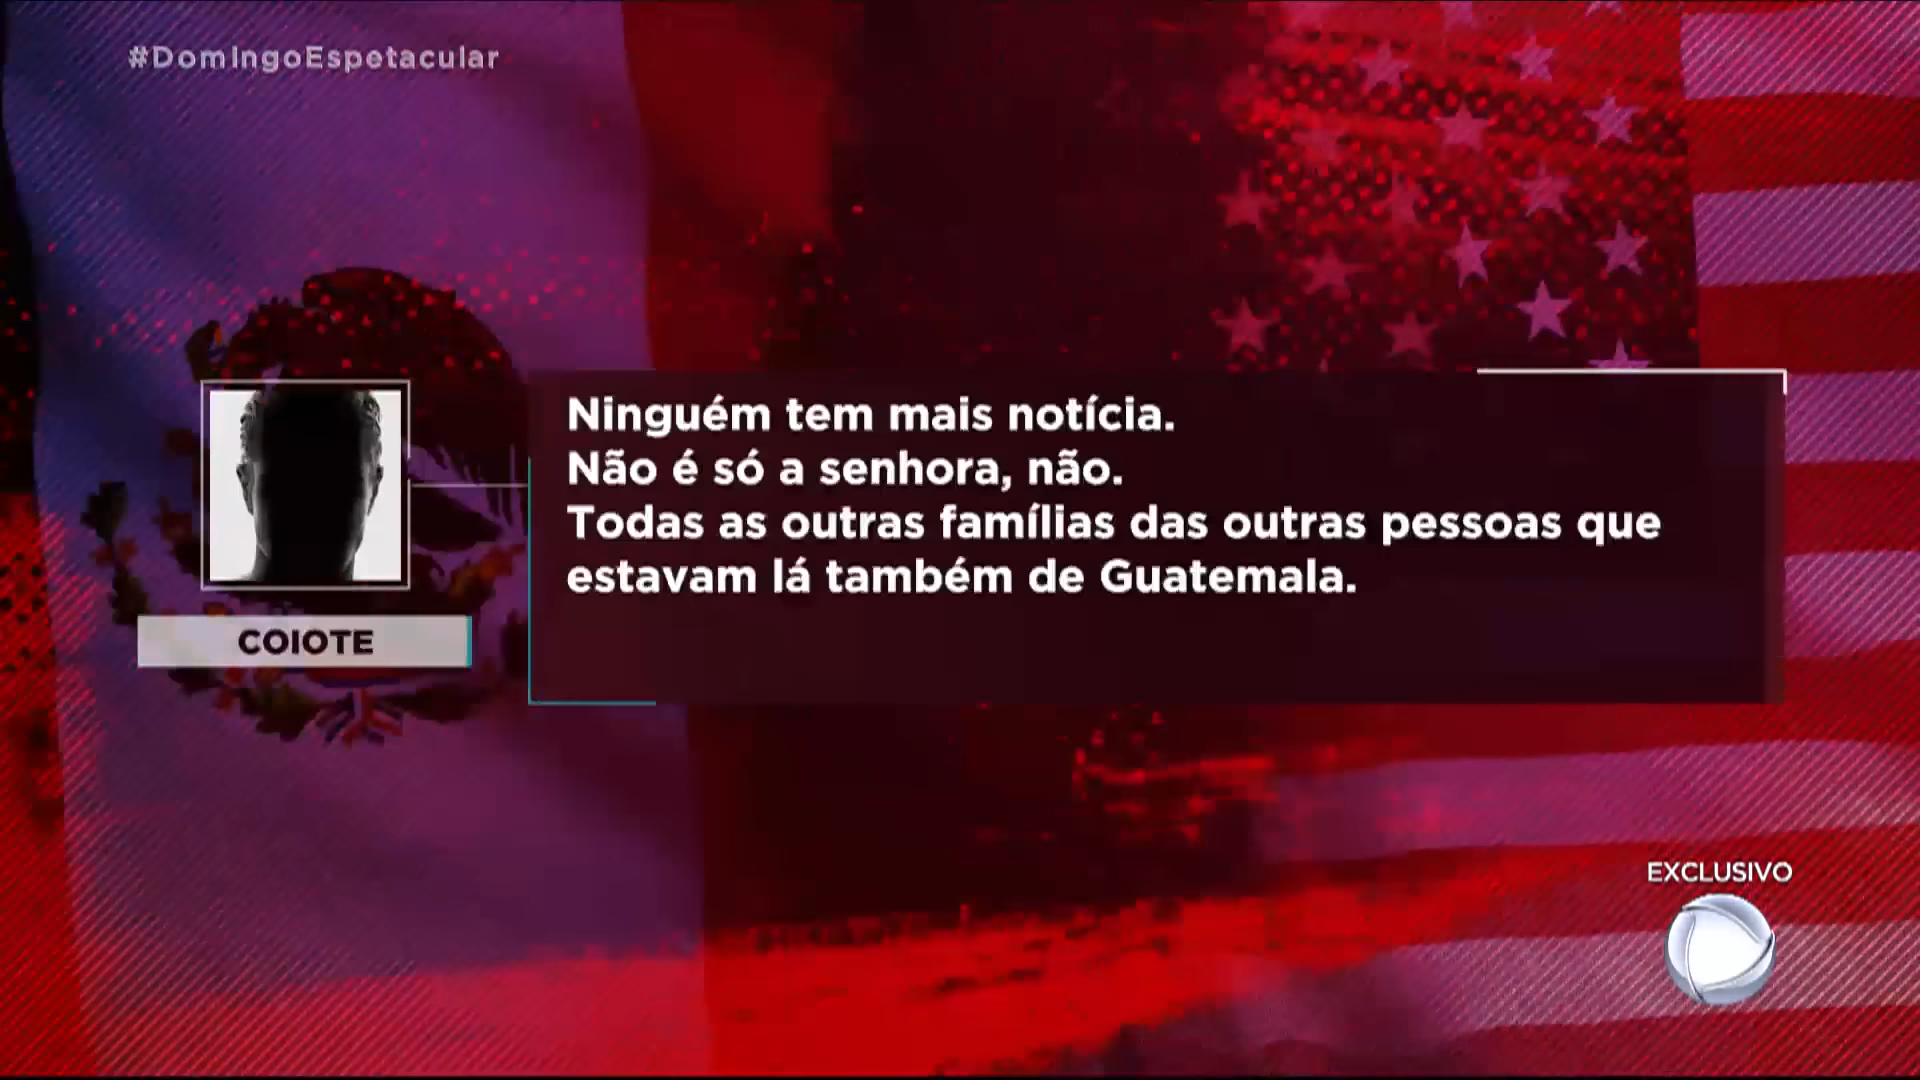 #DomingoEspetacular
Ninguém tem mais notícia.
Não é só a senhora, não.
Todas as outras famílias das outras pessoas que
estavam lá também de Guatemala.
COIOTE
EXCLUSIVO